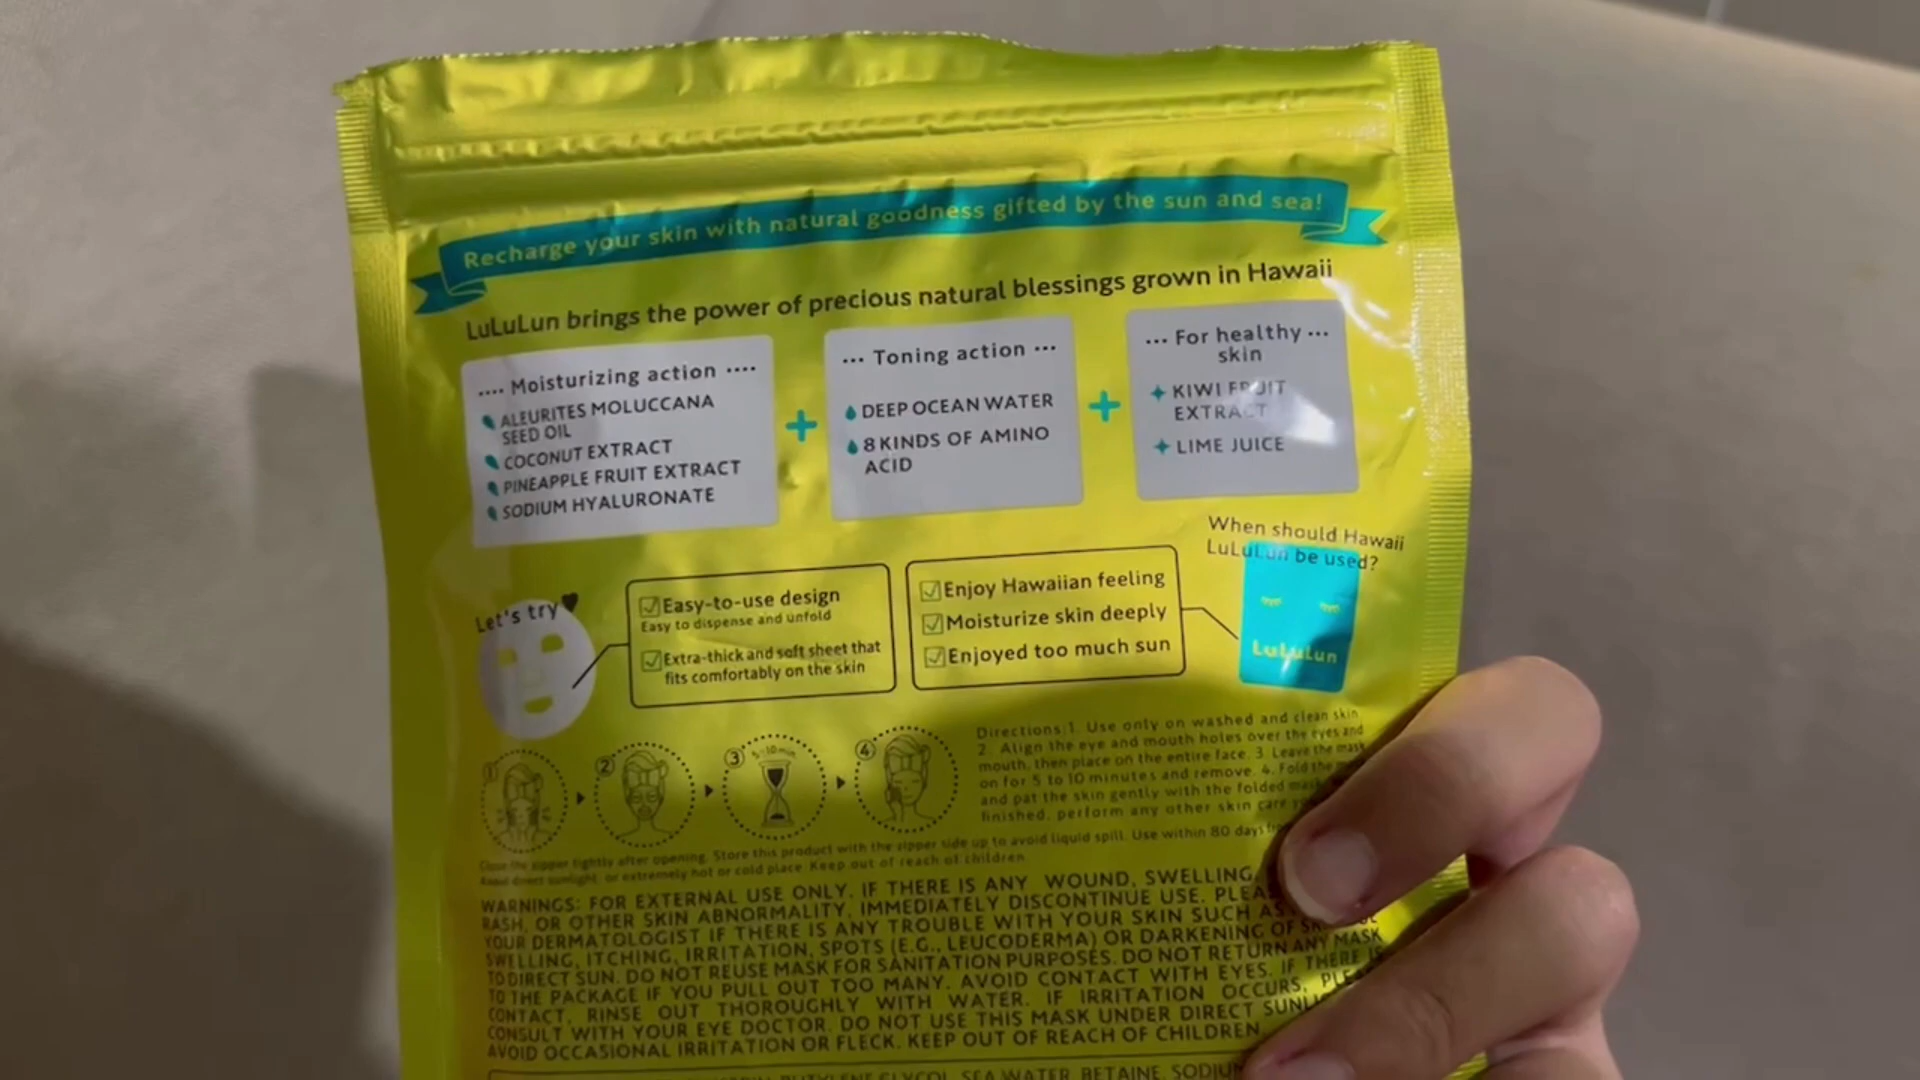 Recharge your skin with natural goodness gifted by the sun and sea!
LuLuLun brings the power of precious natural blessings grown in Hawaii
.... Moisturizing action ....
ALEURITES MOLUCCANA
SEED OIL
COCONUT EXTRACT
PINEAPPLE FRUIT EXTRACT
SODIUM HYALURONATE
+
... Toning action ...
DEEP OCEAN WATER
8 KINDS OF AMINO
ACID
+
... For healthy ...
skin
KIWI FRUIT
EXTRACT
LIME JUICE
Let's try
Easy-to-use design
Easy to dispense and unfold
Extra-thick and soft sheet that
fits comfortably on the skin
Enjoy Hawaiian feeling
Moisturize skin deeply
Enjoyed too much sun
When should Hawaii
LuLuLun be used?
LuLuLun
1
2
3
5~10 min
4
Directions:1. Use only on washed and clean skin.
2. Align the eye and mouth holes over the eyes and
mouth, then place on the entire face. 3. Leave the mask
on for 5 to 10 minutes and remove. 4. Fold the
and pat the skin gently with the folded mask
finished, perform any other skin care
Close the zipper tightly after opening. Store this product with the zipper side up to avoid liquid spill. Use within 80 days
Avoid direct sunlight, or extremely hot or cold place. Keep out of reach of children.
WARNINGS: FOR EXTERNAL USE ONLY. IF THERE IS ANY WOUND, SWELLING,
RASH, OR OTHER SKIN ABNORMALITY, IMMEDIATELY DISCONTINUE USE.
YOUR DERMATOLOGIST IF THERE IS ANY TROUBLE WITH YOUR SKIN SUCH AS
SWELLING, ITCHING, IRRITATION, SPOTS (E.G., LEUCODERMA) OR DARKENING OF
TO DIRECT SUN. DO NOT REUSE MASK FOR SANITATION PURPOSES. DO NOT RETURN ANY MASK
TO THE PACKAGE IF YOU PULL OUT TOO MANY. AVOID CONTACT WITH EYES. IF THERE IS
CONTACT, RINSE OUT THOROUGHLY WITH WATER. IF IRRITATION OCCURS,
CONSULT WITH YOUR EYE DOCTOR. DO NOT USE THIS MASK UNDER DIRECT
AVOID OCCASIONAL IRRITATION OR FLECK. KEEP OUT OF REACH OF CHILDREN.
BUTYLENE GLYCOL, SEA WATER, BETAINE,